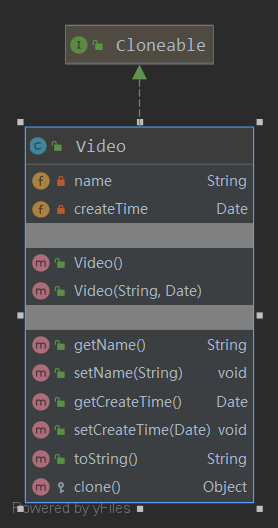 I Cloneable
C Video
f name String
f createTime Date
m Video()
m Video(String, Date)
m getName() String
m setName(String) void
m getCreateTime() Date
m setCreateTime(Date) void
m toString() String
m clone() Object
Powered by yFiles